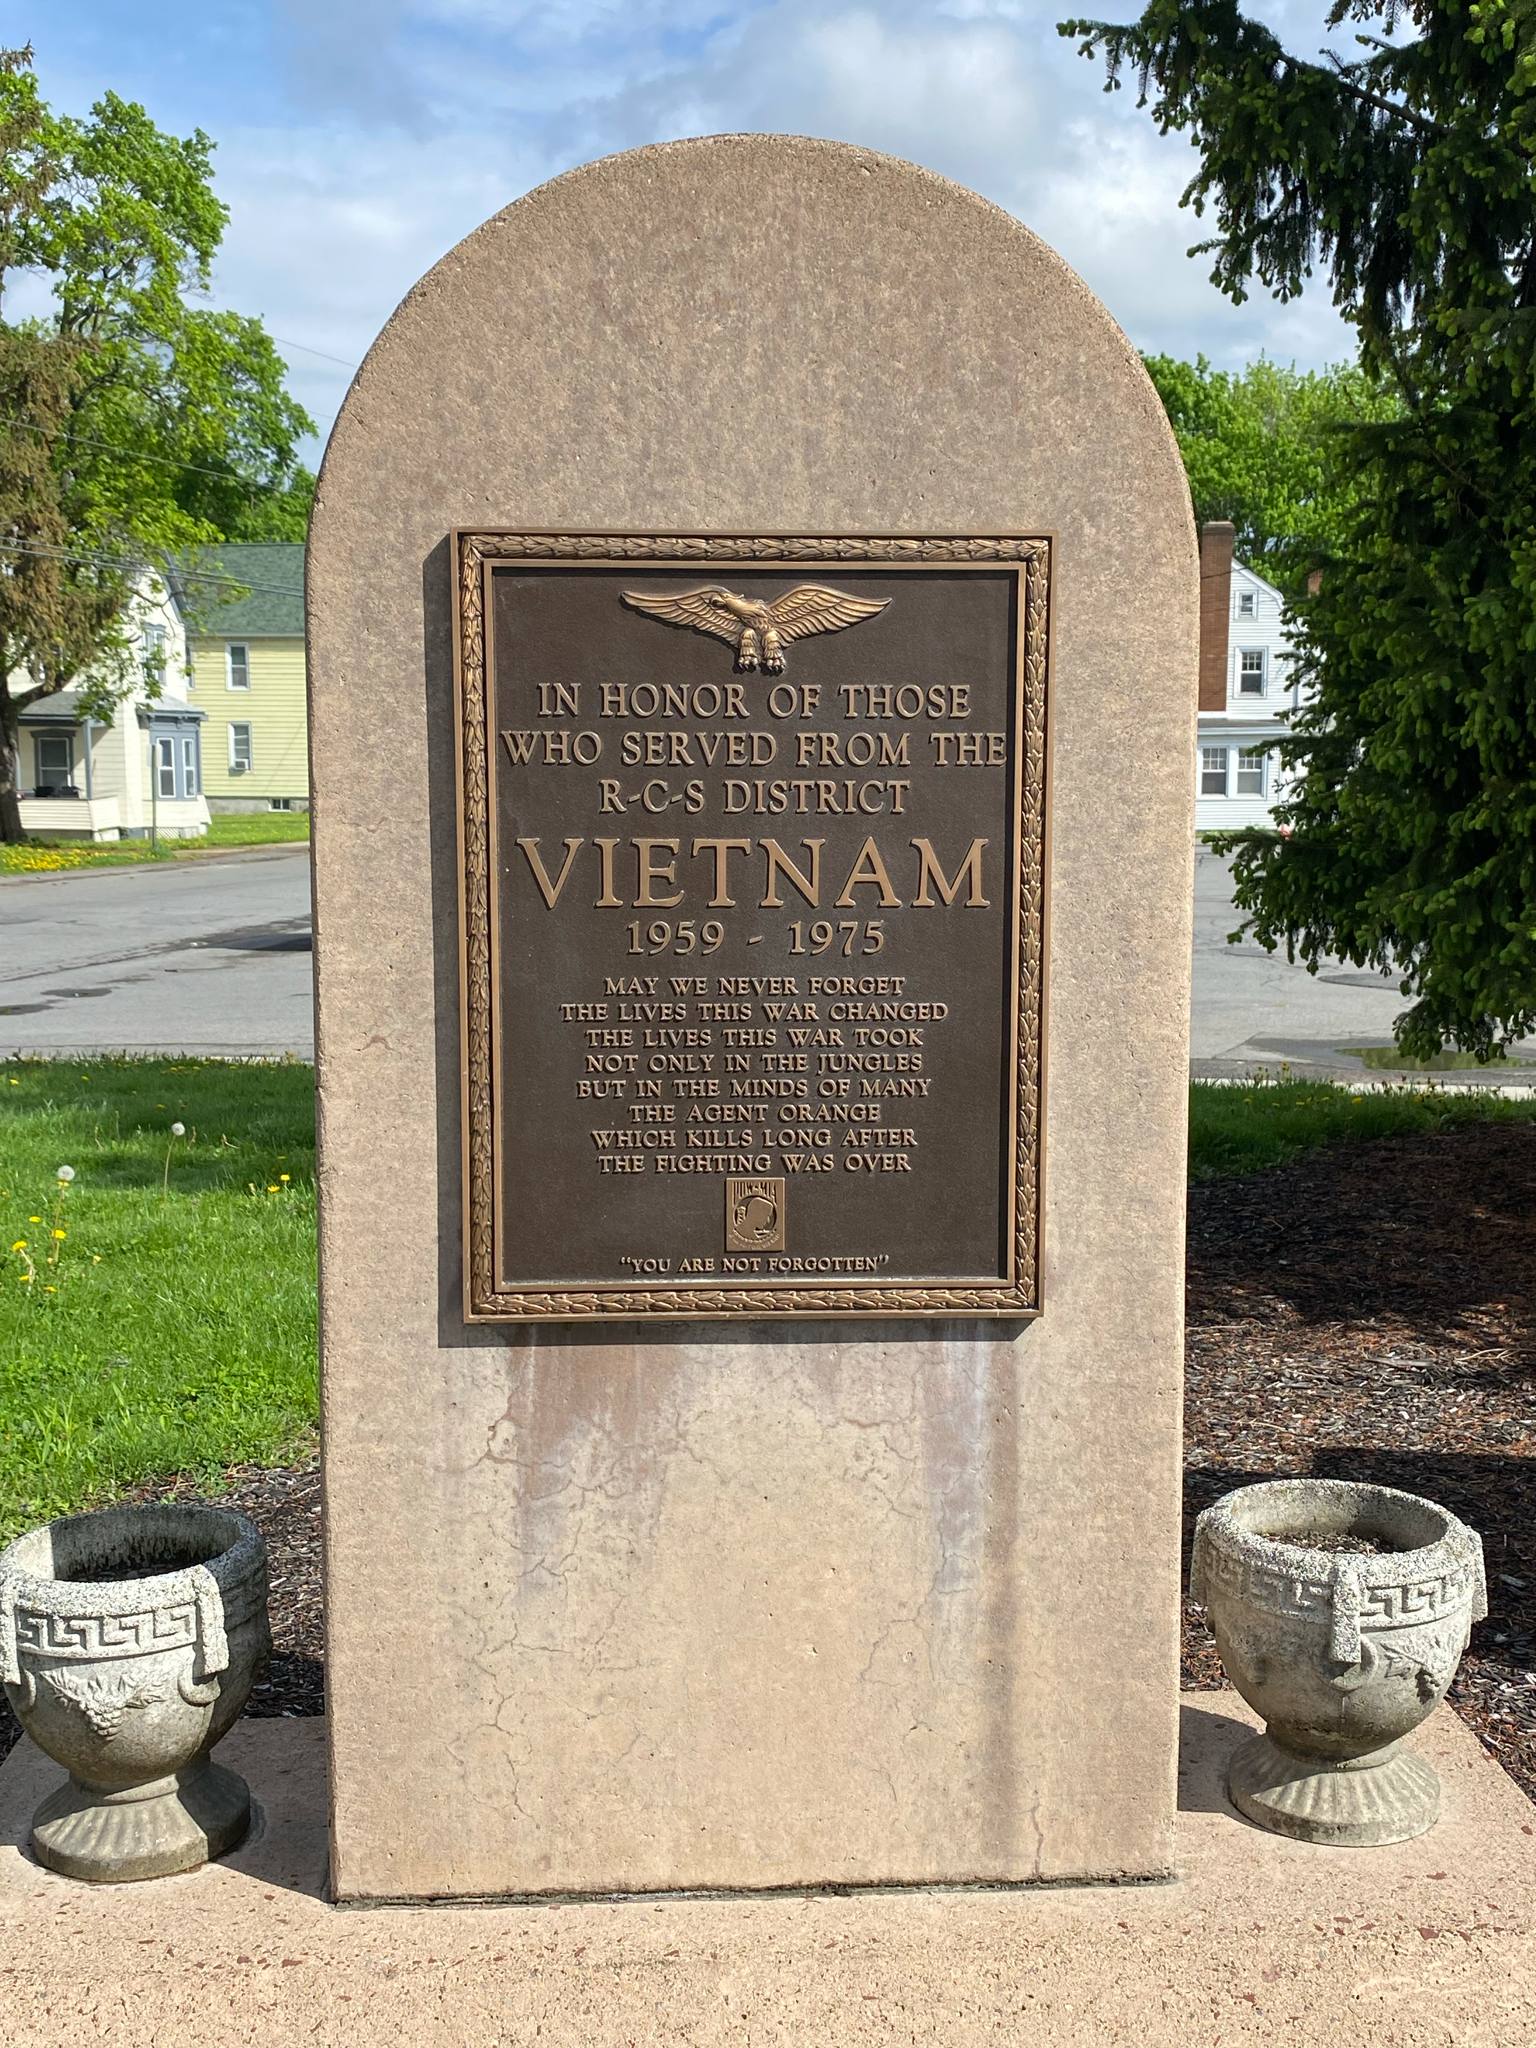 IN HONOR OF THOSE
WHO SERVED FROM THE
R-C-S DISTRICT
VIETNAM
1959 - 1975
MAY WE NEVER FORGET
THE LIVES THIS WAR CHANGED
THE LIVES THIS WAR TOOK
NOT ONLY IN THE JUNGLES
BUT IN THE MINDS OF MANY
THE AGENT ORANGE
WHICH KILLS LONG AFTER
THE FIGHTING WAS OVER
POW★MIA
"YOU ARE NOT FORGOTTEN"